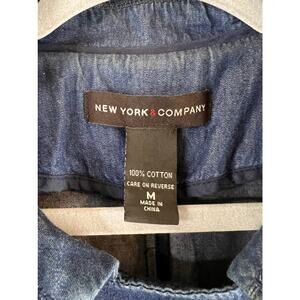 NEW YORK & COMPANY
100% COTTON
CARE ON REVERSE
M
MADE IN
CHINA